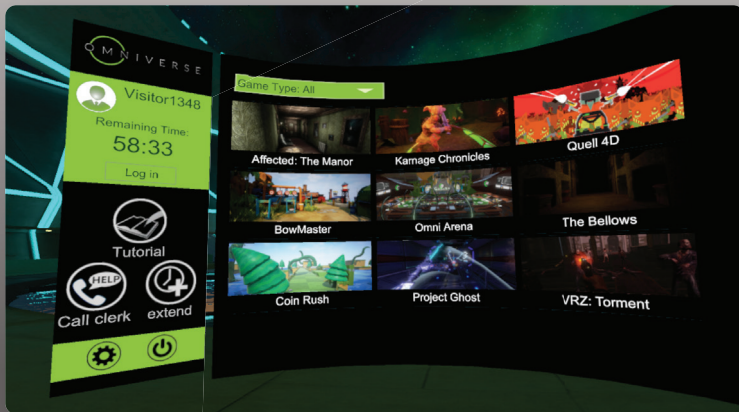 OMNIVERSE
Visitor1348
Remaining Time:
58:33
Log in
Tutorial
HELP
Call clerk
extend
Game Type: All
Affected: The Manor
Karnage Chronicles
Quell 4D
BowMaster
Omni Arena
The Bellows
Coin Rush
Project Ghost
VRZ: Torment